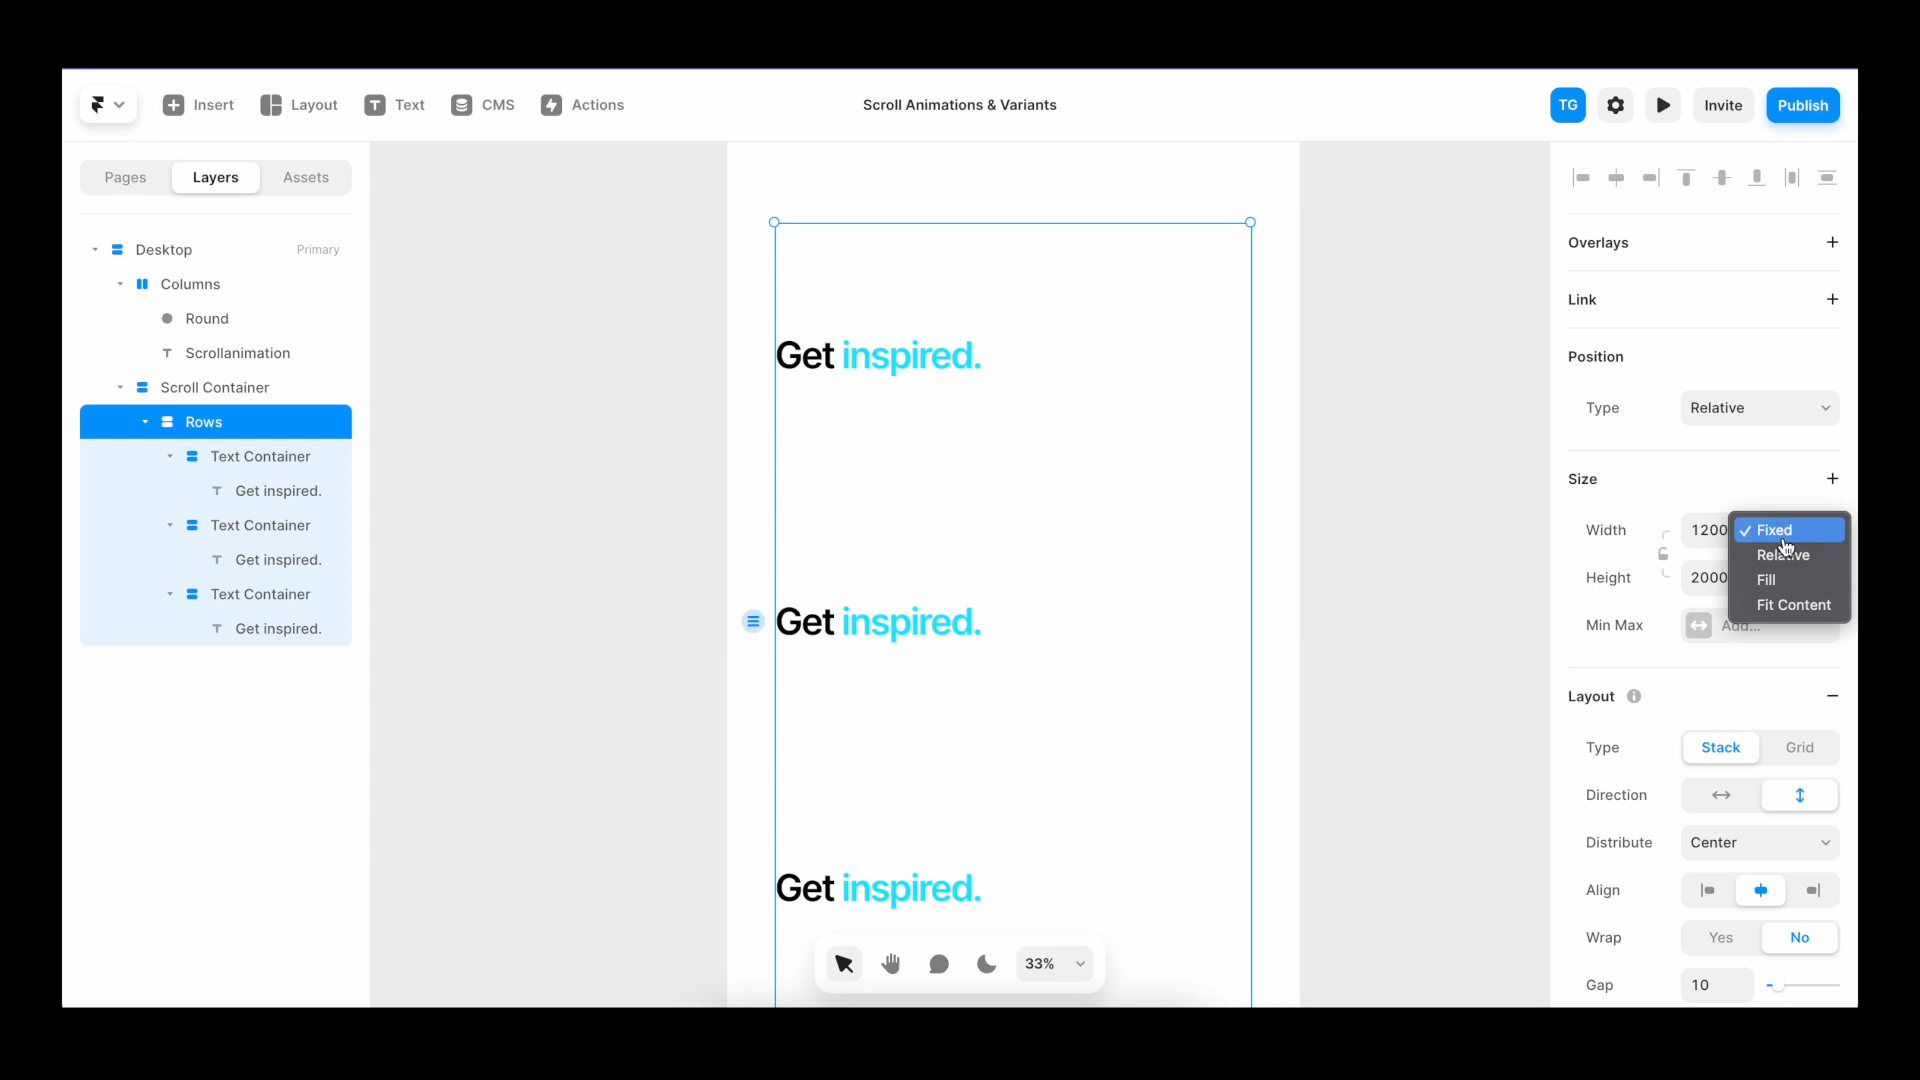 Insert Layout Text CMS Actions Scroll Animations & Variants TG Invite Publish
Pages Layers Assets
Desktop Primary
Columns
Round
Scrollanimation
Scroll Container
Rows
Text Container
Get inspired.
Text Container
Get inspired.
Text Container
Get inspired.
Get inspired.
Get inspired.
Get inspired.
33%
Overlays
Link
Position
Type Relative
Size
Width 1200 Fixed
Relative
Height 2000 Fill
Fit Content
Min Max Add...
Layout
Type Stack Grid
Direction
Distribute Center
Align
Wrap Yes No
Gap 10